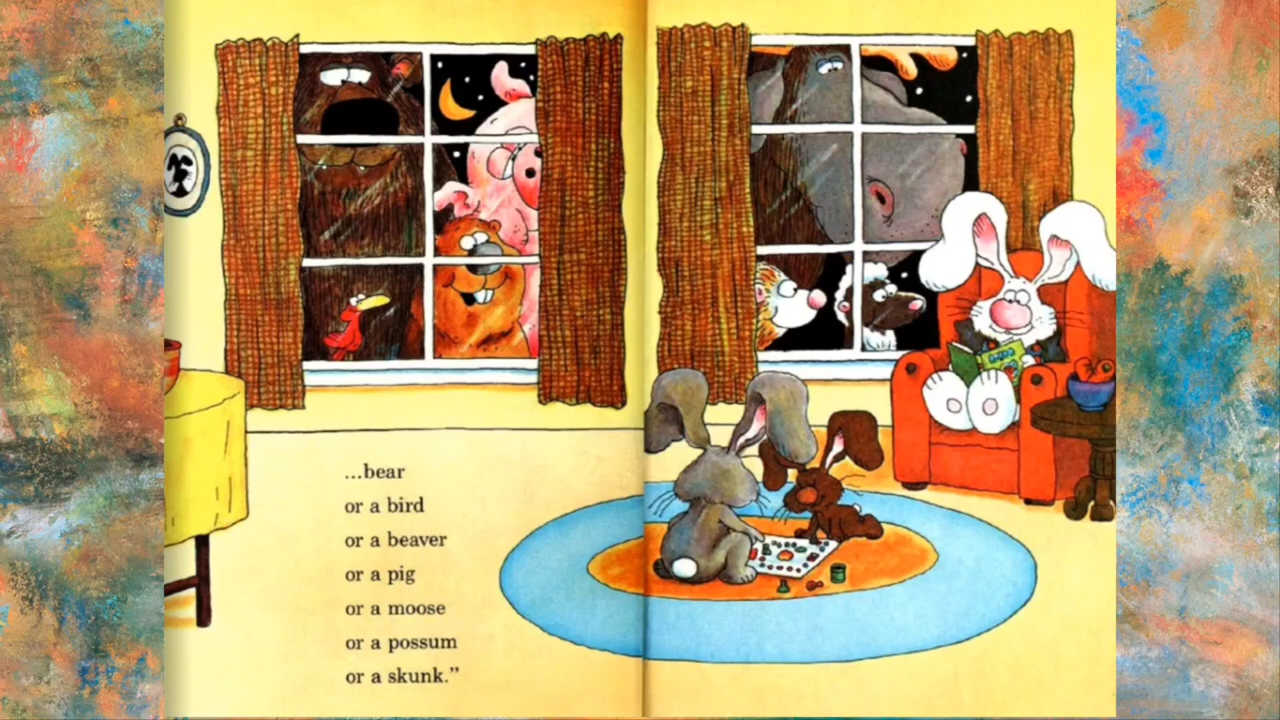 ...bear
or a bird
or a beaver
or a pig
or a moose
or a possum
or a skunk.”